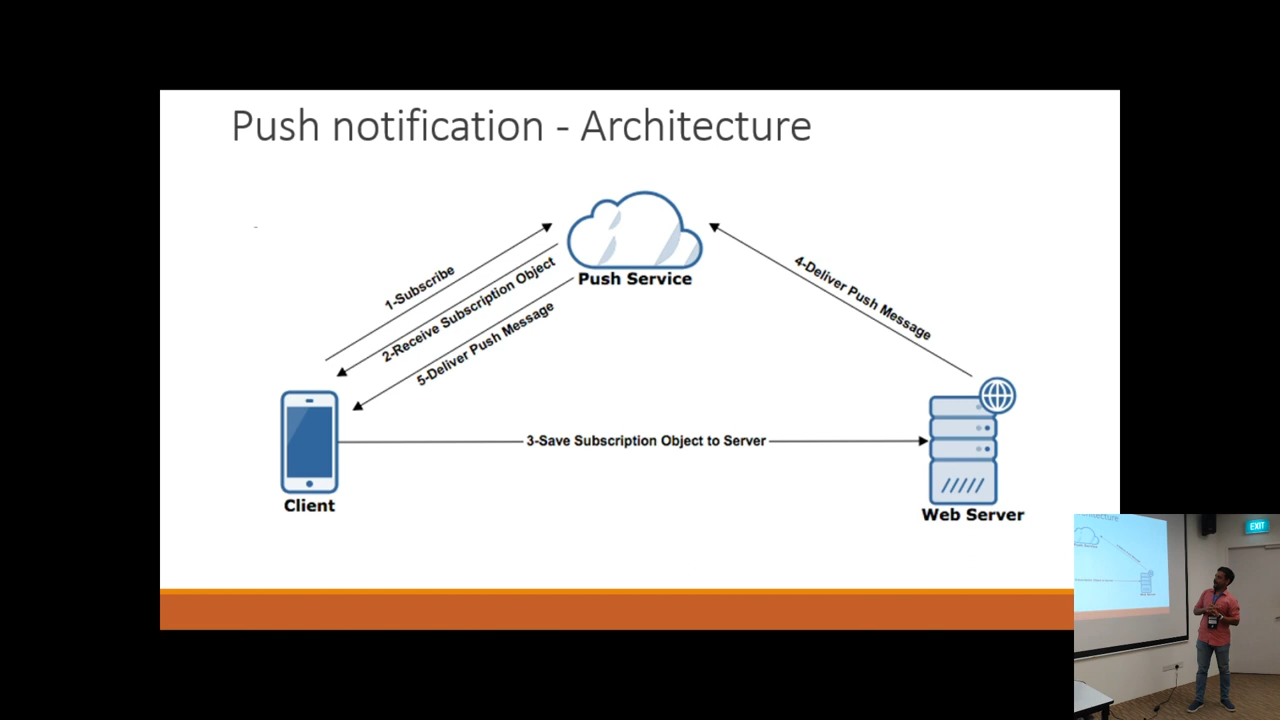 Push notification - Architecture
Push Service
1-Subscribe
2-Receive Subscription Object
5-Deliver Push Message
4-Deliver Push Message
3-Save Subscription Object to Server
Client
Web Server
EXIT